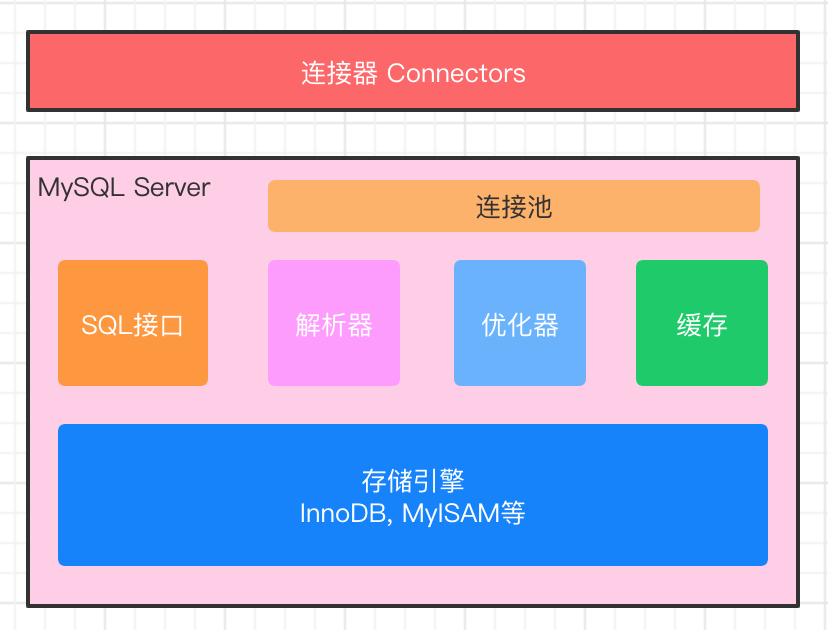 连接器 Connectors
MySQL Server
连接池
SQL接口
解析器
优化器
缓存
存储引擎
InnoDB, MyISAM等